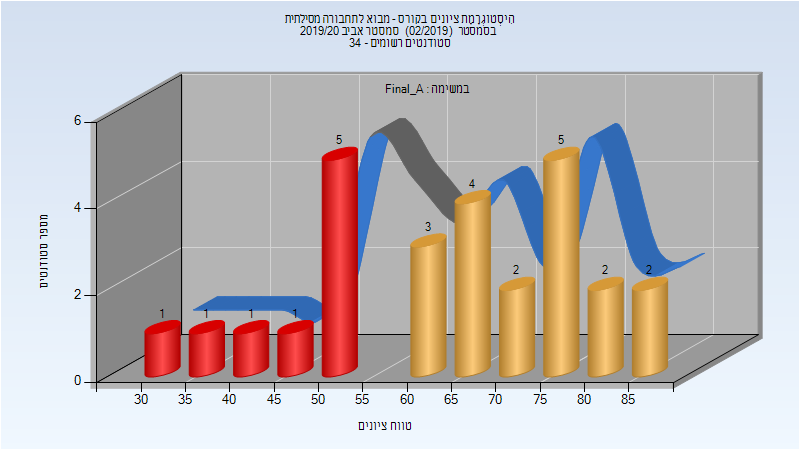 היסטוגרמת ציונים בקורס - מבוא לתחבורה מסילתית
בסמסטר (02/2019) סמסטר אביב 2019/20
סטודנטים רשומים - 34
במשימה : Final_A
מספר סטודנטים
6
4
2
0
1 1 1 1 5 3 4 2 5 2 2
30 35 40 45 50 55 60 65 70 75 80 85
טווח ציונים